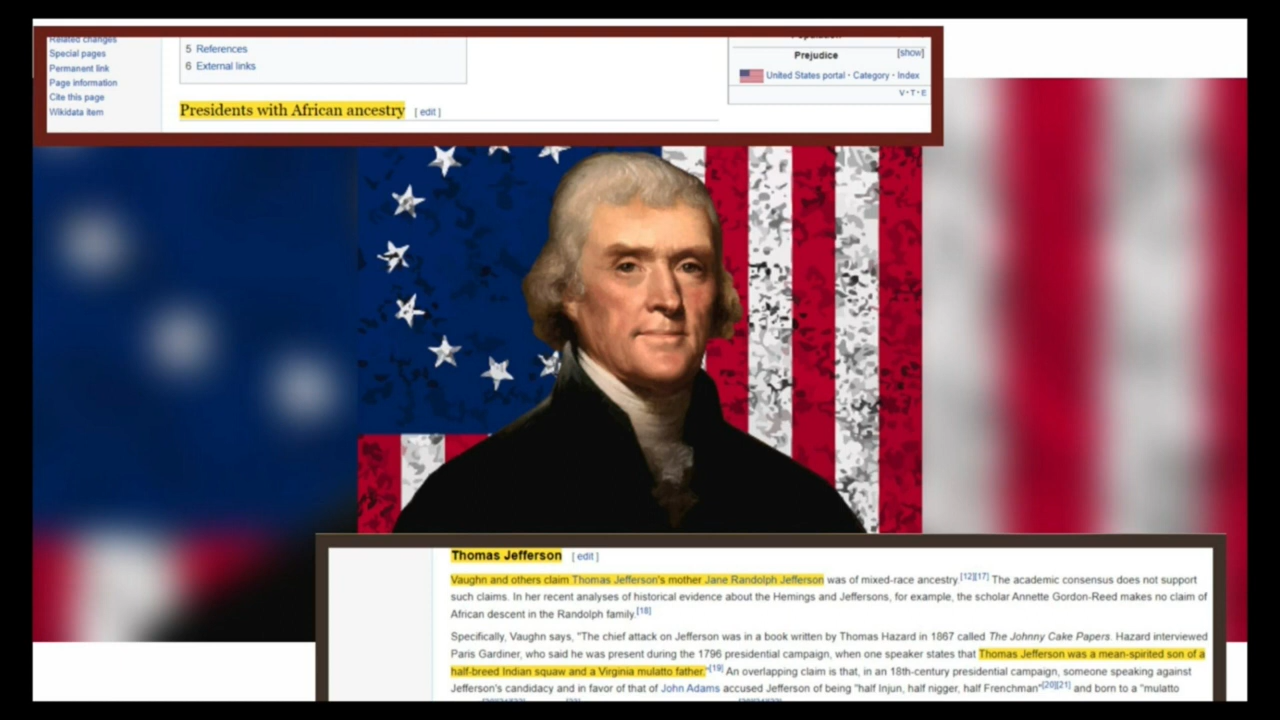 Related changes
Special pages
Permanent link
Page information
Cite this page
Wikidata item
5 References
6 External links
Presidents with African ancestry [ edit ]
Prejudice [show]
United States portal · Category · Index
V · T · E
Thomas Jefferson [ edit ]
Vaughn and others claim Thomas Jefferson's mother Jane Randolph Jefferson was of mixed-race ancestry.[12][17] The academic consensus does not support
such claims. In her recent analyses of historical evidence about the Hemings and Jeffersons, for example, the scholar Annette Gordon-Reed makes no claim of
African descent in the Randolph family.[18]
Specifically, Vaughn says, "The chief attack on Jefferson was in a book written by Thomas Hazard in 1867 called The Johnny Cake Papers. Hazard interviewed
Paris Gardiner, who said he was present during the 1796 presidential campaign, when one speaker states that Thomas Jefferson was a mean-spirited son of a
half-breed Indian squaw and a Virginia mulatto father."[19] An overlapping claim is that, in an 18th-century presidential campaign, someone speaking against
Jefferson's candidacy and in favor of that of John Adams accused Jefferson of being "half Injun, half nigger, half Frenchman"[20][21] and born to a "mulatto